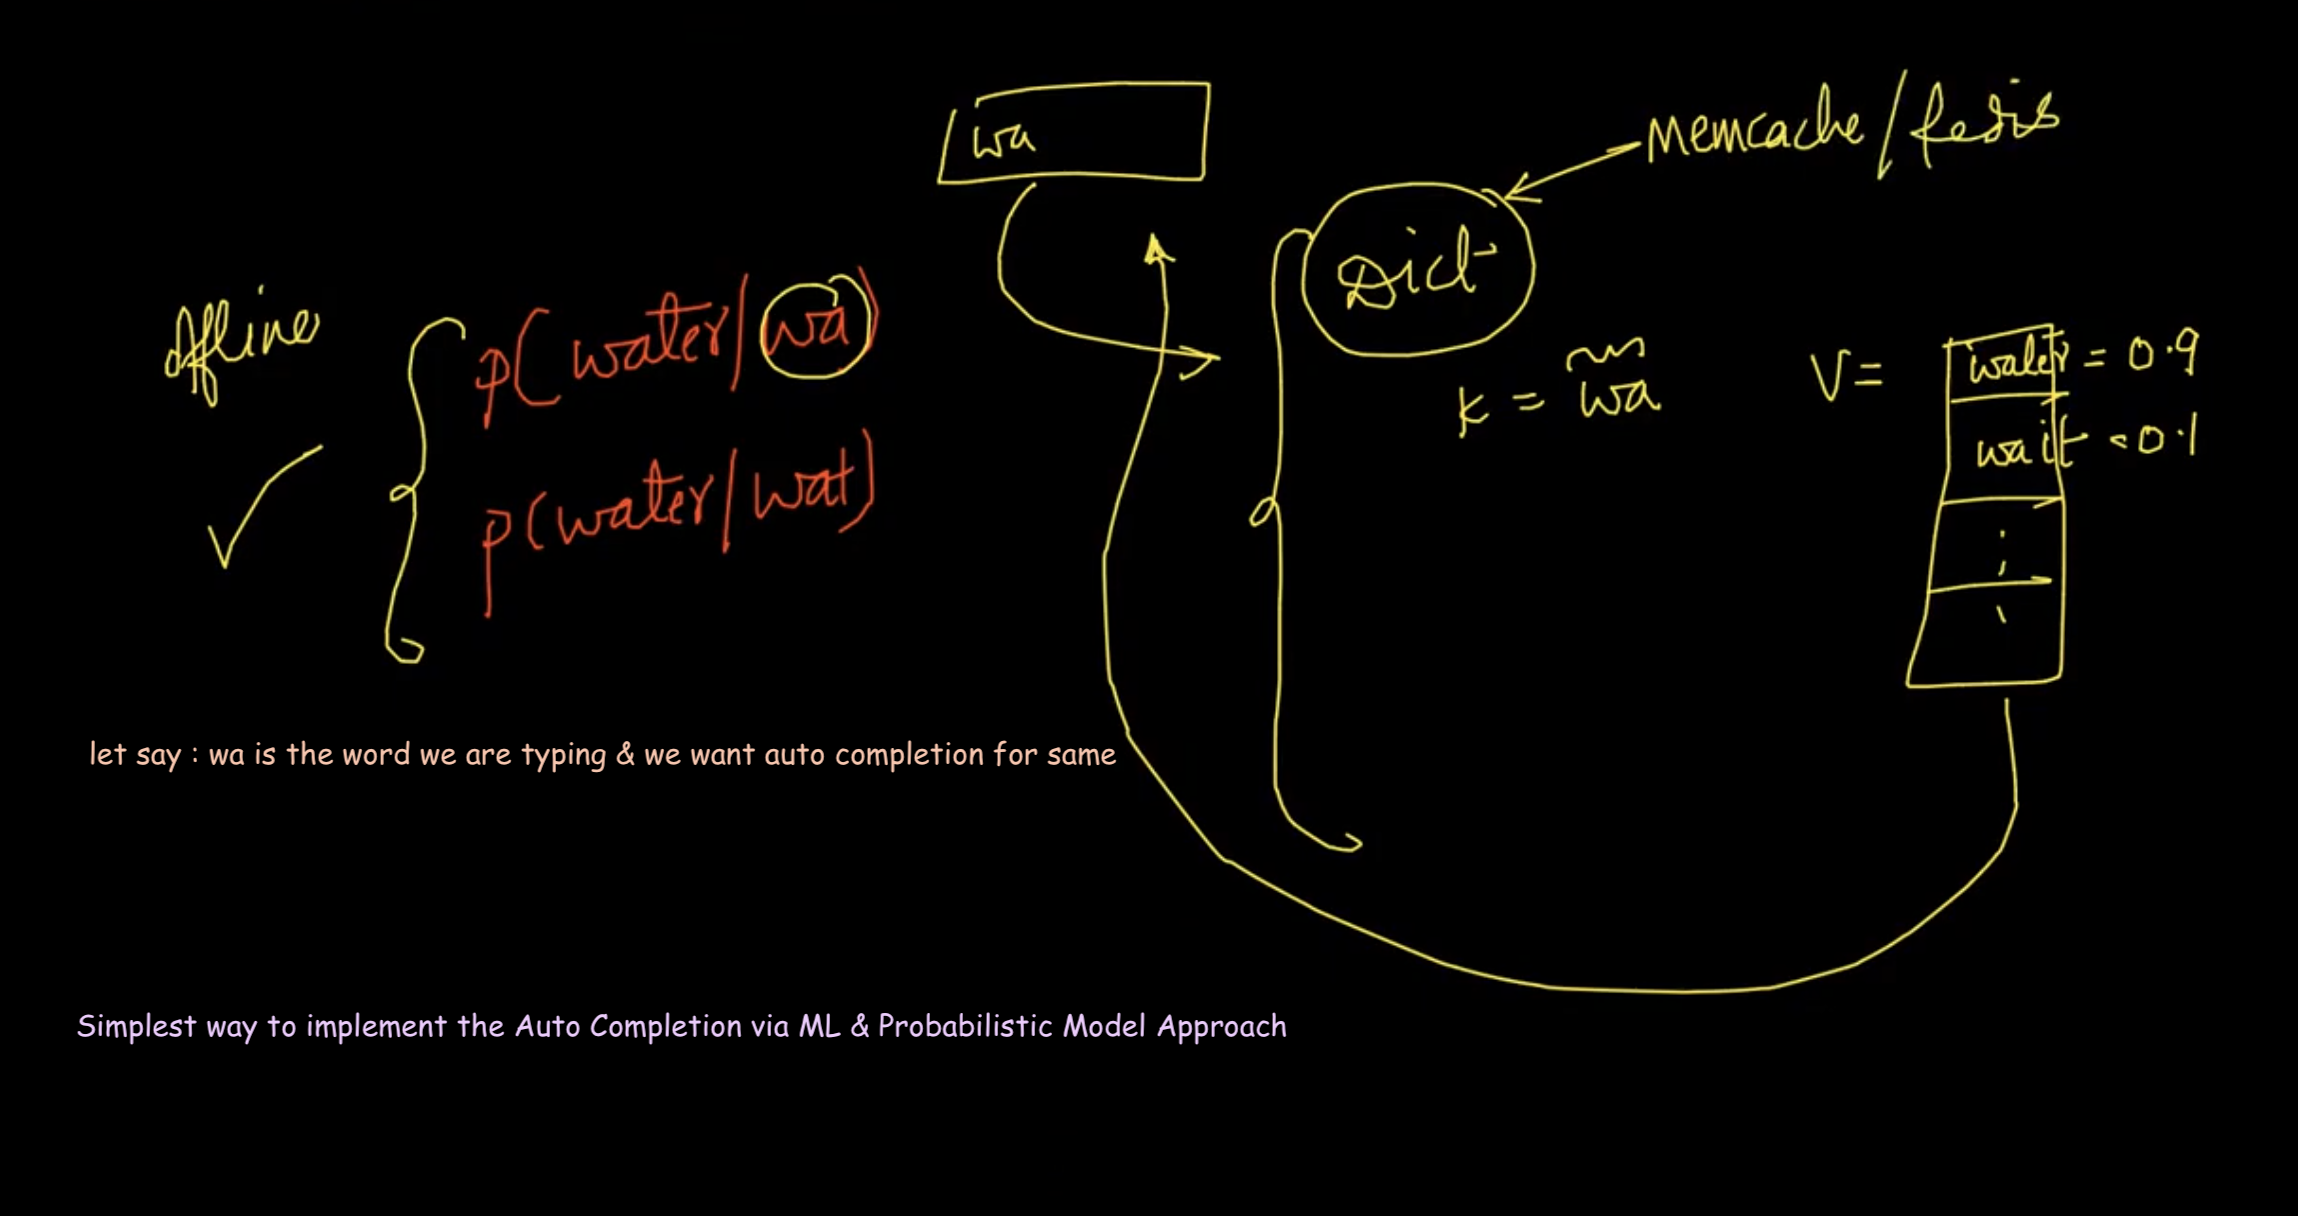 wa
Memcache/Redis
Dict
Offline
p(water/wa)
p(water/wat)
K = wa
V =
water = 0.9
wait = 0.1
let say : wa is the word we are typing & we want auto completion for same
Simplest way to implement the Auto Completion via ML & Probabilistic Model Approach